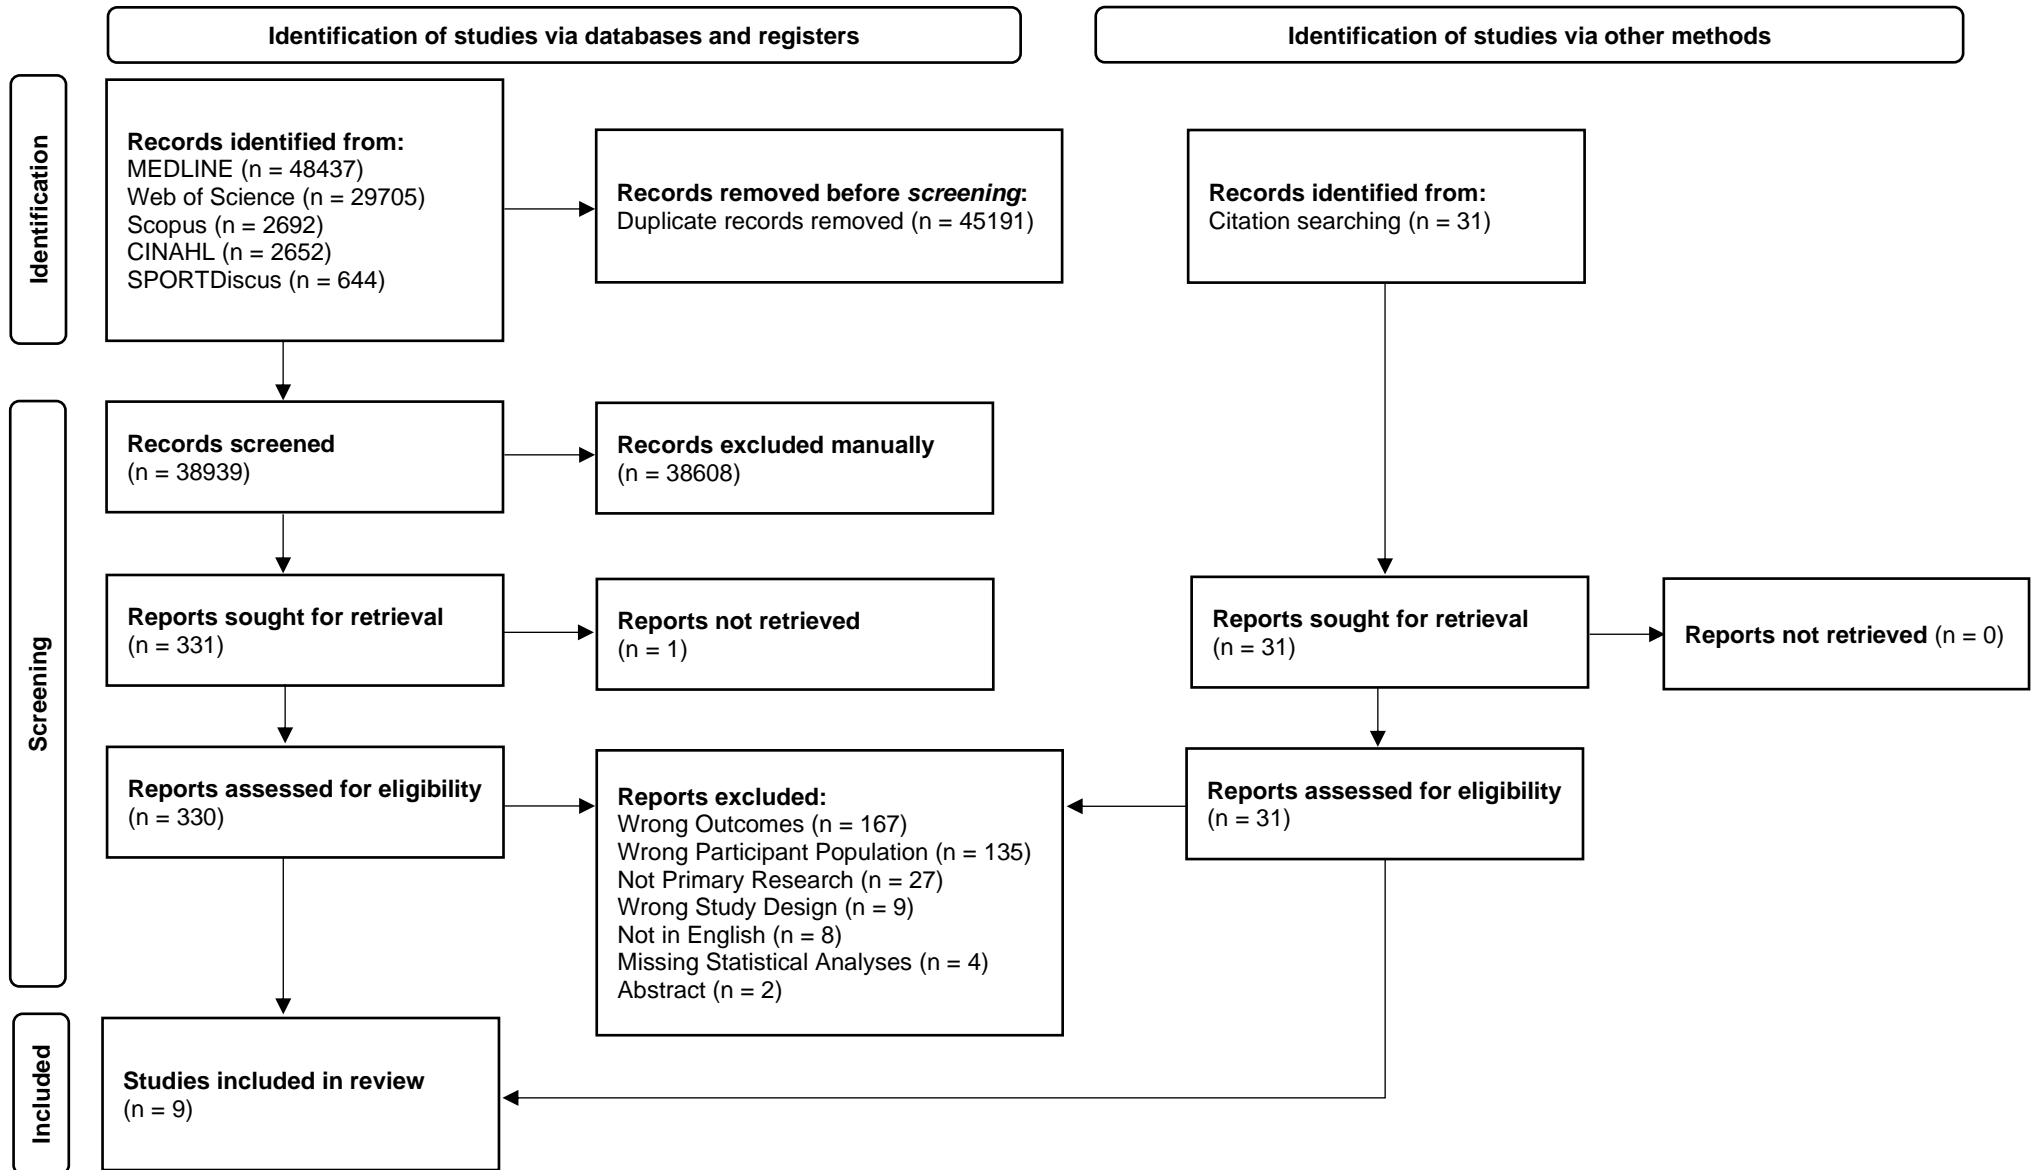 Identification of studies via databases and registers
Identification of studies via other methods
Identification
Records identified from:
MEDLINE (n = 48437)
Web of Science (n = 29705)
Scopus (n = 2692)
CINAHL (n = 2652)
SPORTDiscus (n = 644)
Records removed before screening:
Duplicate records removed (n = 45191)
Records identified from:
Citation searching (n = 31)
Screening
Records screened
(n = 38939)
Records excluded manually
(n = 38608)
Reports sought for retrieval
(n = 331)
Reports not retrieved
(n = 1)
Reports sought for retrieval
(n = 31)
Reports not retrieved (n = 0)
Reports assessed for eligibility
(n = 330)
Reports excluded:
Wrong Outcomes (n = 167)
Wrong Participant Population (n = 135)
Not Primary Research (n = 27)
Wrong Study Design (n = 9)
Not in English (n = 8)
Missing Statistical Analyses (n = 4)
Abstract (n = 2)
Reports assessed for eligibility
(n = 31)
Included
Studies included in review
(n = 9)